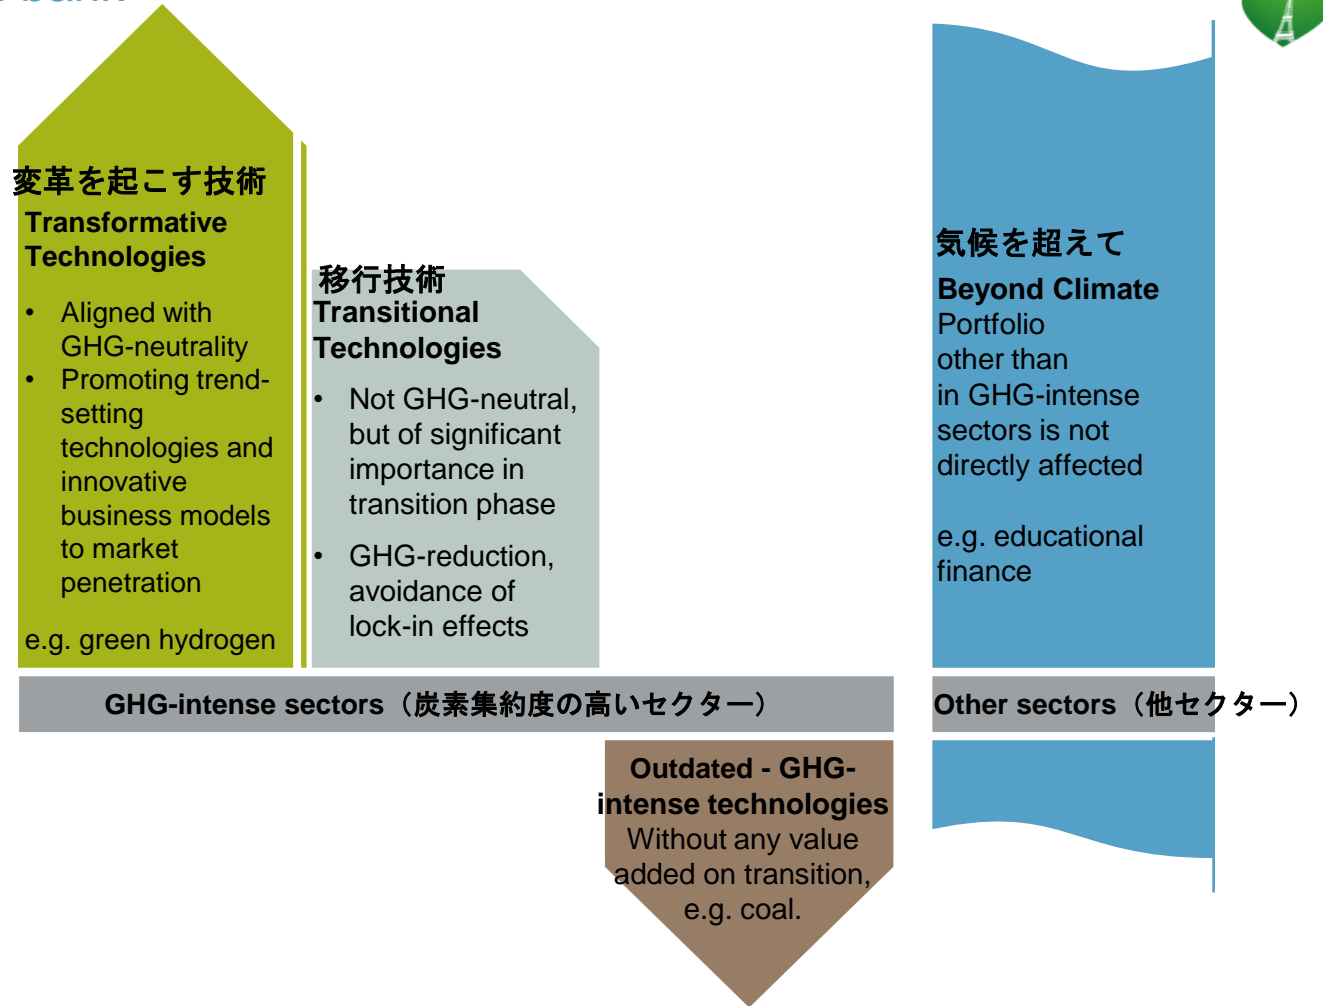 変革を起こす技術
Transformative
Technologies
• Aligned with
GHG-neutrality
• Promoting trend-
setting
technologies and
innovative
business models
to market
penetration
e.g. green hydrogen
移行技術
Transitional
Technologies
• Not GHG-neutral,
but of significant
importance in
transition phase
• GHG-reduction,
avoidance of
lock-in effects
気候を超えて
Beyond Climate
Portfolio
other than
in GHG-intense
sectors is not
directly affected
e.g. educational
finance
GHG-intense sectors（炭素集約度の高いセクター）
Other sectors（他セクター）
Outdated - GHG-
intense technologies
Without any value
added on transition,
e.g. coal.